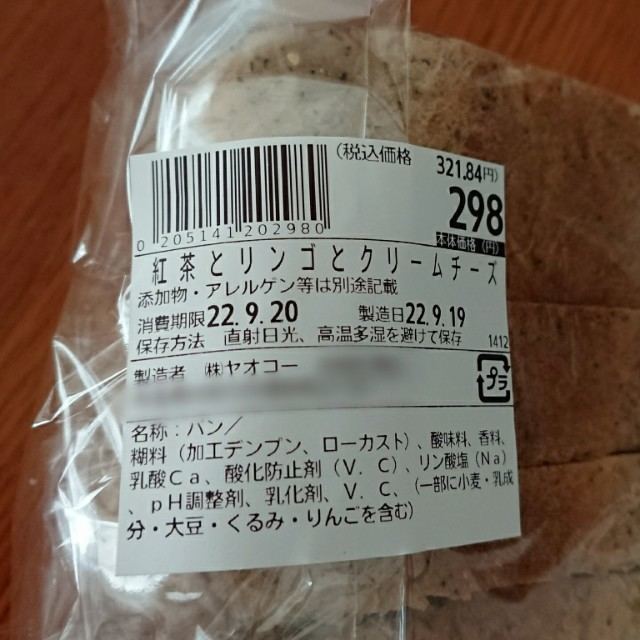 (税込価格 321.84円)
298
本体価格(円)
0 205141 202980
紅茶とリンゴとクリームチーズ
添加物・アレルゲン等は別途記載
消費期限22.9.20 製造日22.9.19
保存方法 直射日光、高温多湿を避けて保存 1412
製造者 ㈱ヤオコー
プラ
名称:パン/
糊料(加工デンプン、ローカスト)、酸味料、香料、
乳酸Ca、酸化防止剤(V.C)、リン酸塩(Na)
、pH調整剤、乳化剤、V.C、(一部に小麦・乳成
分・大豆・くるみ・りんごを含む)